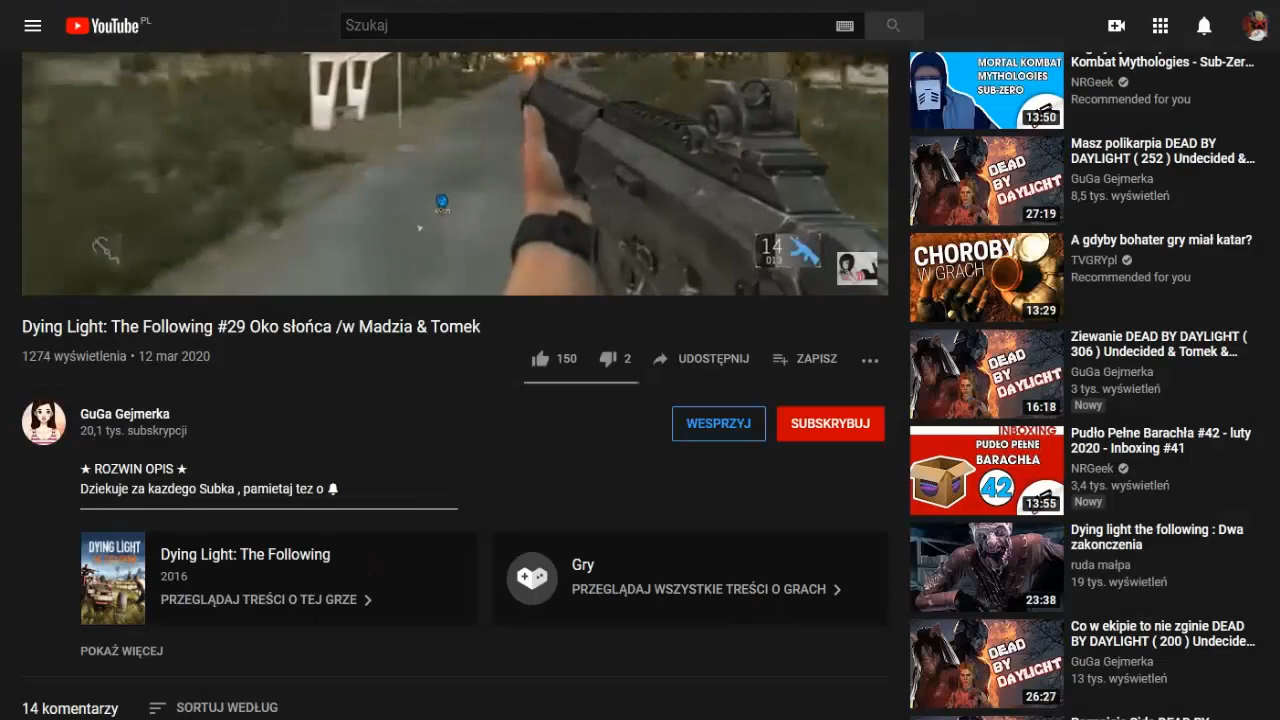 YouTube PL
Szukaj
14
Dying Light: The Following #29 Oko słońca /w Madzia & Tomek
1274 wyświetlenia • 12 mar 2020
150
2
UDOSTĘPNIJ
ZAPISZ
GuGa Gejmerka
20,1 tys. subskrypcji
WESPRZYJ
SUBSKRYBUJ
★ ROZWIN OPIS ★
Dziekuje za kazdego Subka , pamietaj tez o
DYING LIGHT
Dying Light: The Following
2016
PRZEGLĄDAJ TREŚCI O TEJ GRZE
Gry
PRZEGLĄDAJ WSZYSTKIE TREŚCI O GRACH
POKAŻ WIĘCEJ
14 komentarzy
SORTUJ WEDŁUG
MORTAL KOMBAT
MYTHOLOGIES
SUB-ZERO
13:50
Kombat Mythologies - Sub-Zer...
NRGeek
Recommended for you
DEAD
BY
DAYLIGHT
27:19
Masz polikarpia DEAD BY
DAYLIGHT ( 252 ) Undecided &...
GuGa Gejmerka
8,5 tys. wyświetleń
CHOROBY
W GRACH
13:29
A gdyby bohater gry miał katar?
TVGRYpl
Recommended for you
DEAD
BY
DAYLIGHT
16:18
Ziewanie DEAD BY DAYLIGHT (
306 ) Undecided & Tomek &...
GuGa Gejmerka
3 tys. wyświetleń
Nowy
INBOXING
PUDŁO PEŁNE
BARACHŁA
42
13:55
Pudło Pełne Barachła #42 - luty
2020 - Inboxing #41
NRGeek
3,4 tys. wyświetleń
Nowy
23:38
Dying light the following : Dwa
zakonczenia
ruda małpa
19 tys. wyświetleń
DEAD
BY
DAYLIGHT
26:27
Co w ekipie to nie zginie DEAD
BY DAYLIGHT ( 200 ) Undecide...
GuGa Gejmerka
13 tys. wyświetleń